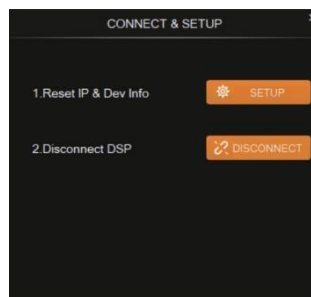 CONNECT & SETUP
1.Reset IP & Dev Info
SETUP
2.Disconnect DSP
DISCONNECT